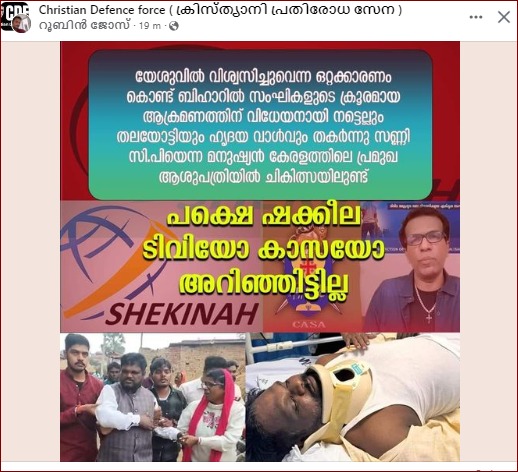 Christian Defence force ( ക്രിസ്ത്യാനി പ്രതിരോധ സേന )
റൂബിൻ ജോസ് · 19 m ·
യേശുവിൽ വിശ്വസിച്ചുവെന്ന ഒറ്റക്കാരണം
കൊണ്ട് ബിഹാറിൽ സംഘികളുടെ ക്രൂരമായ
ആക്രമണത്തിന് വിധേയനായി നട്ടെല്ലും
തലയോട്ടിയും ഹൃദയ വാൾവും തകർന്നു സണ്ണി
സി.പിയെന്ന മനുഷ്യൻ കേരളത്തിലെ പ്രമുഖ
ആശുപത്രിയിൽ ചികിത്സയിലുണ്ട്
പക്ഷെ ഷക്കീല
ടിവിയോ കാസയോ
അറിഞ്ഞിട്ടില്ല
SHEKINAH
CASA